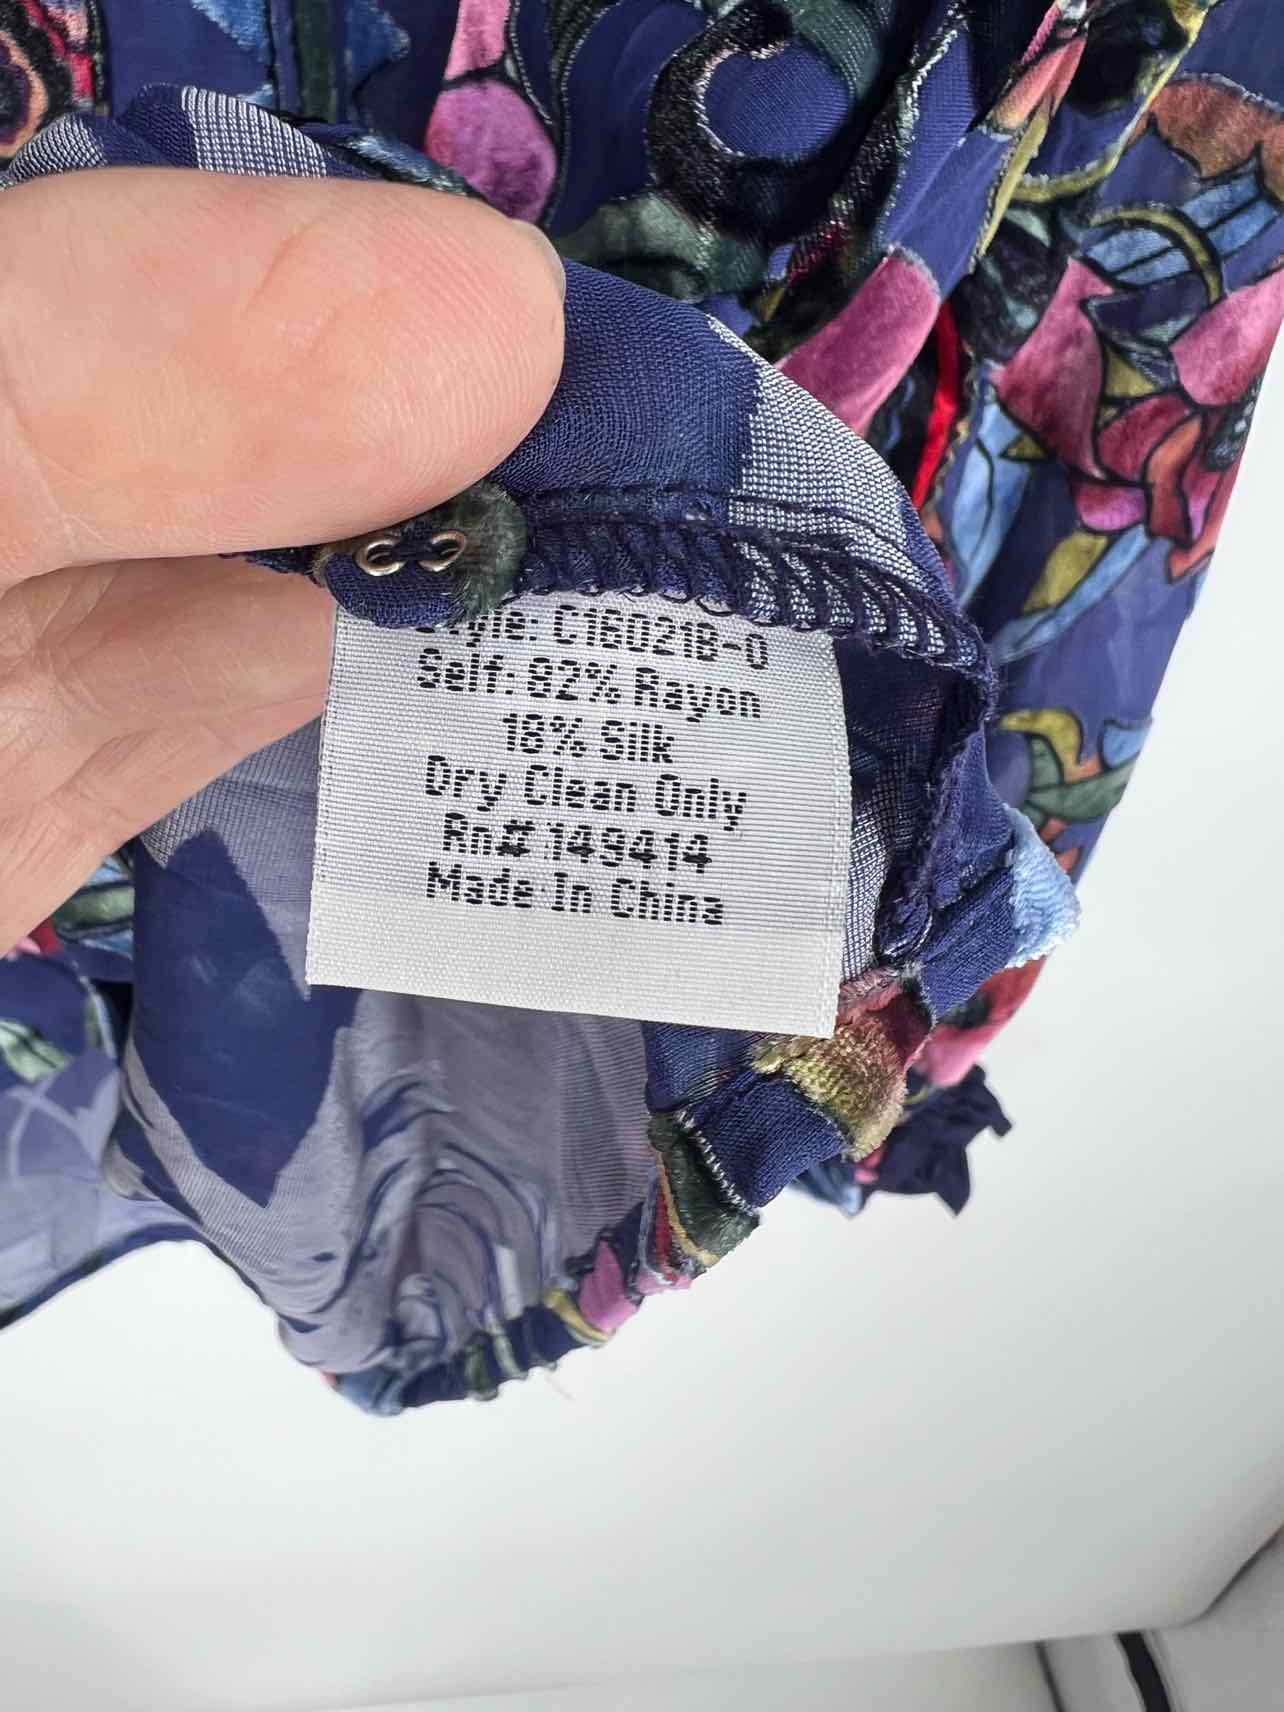 Style: C160218-0
Self: 82% Rayon
18% Silk
Dry Clean Only
Rn# 149414
Made In China